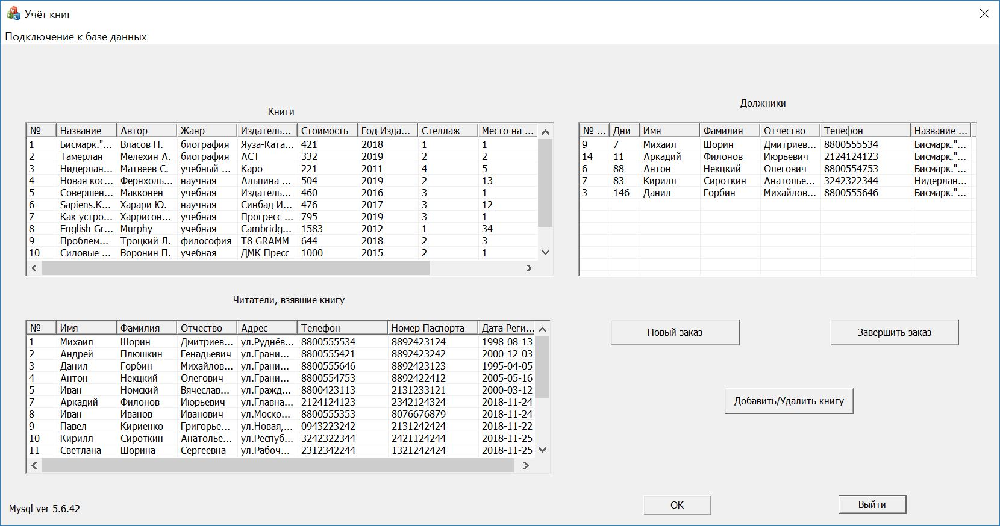 Учёт книг
Подключение к базе данных
Книги
№ Название Автор Жанр Издатель... Стоимость Год Изда... Стеллаж Место на ...
1 Бисмарк."... Власов Н. биография Яуза-Ката... 421 2018 1 1
2 Тамерлан Мелехин А. биография АСТ 332 2019 2 2
3 Нидерлан... Матвеев С. учебный ... Каро 221 2011 4 5
4 Новая кос... Фернхоль... научная Альпина ... 504 2019 2 13
5 Совершен... Макконен учебная Издатель... 460 2016 3 1
6 Sapiens.К... Харари Ю. научная Синбад И... 476 2017 3 12
7 Как устро... Харрисон... учебная Прогресс ... 795 2019 3 1
8 English Gr... Murphy учебная Cambridg... 1583 2012 1 34
9 Проблем... Троцкий Л. философия T8 GRAMM 644 2018 2 3
10 Силовые ... Воронин П. учебная ДМК Пресс 1000 2015 2 1
Должники
№ ... Дни Имя Фамилия Отчество Телефон Название ...
9 7 Михаил Шорин Дмитриев... 8800555534 Бисмарк."...
14 11 Аркадий Филонов Июрьевич 2124124123 Бисмарк."...
6 88 Антон Некцкий Олегович 8800554753 Бисмарк."...
7 83 Кирилл Сироткин Анатолье... 3242322344 Нидерлан...
3 146 Данил Горбин Михайлов... 8800555646 Бисмарк."...
Читатели, взявшие книгу
№ Имя Фамилия Отчество Адрес Телефон Номер Паспорта Дата Реги...
1 Михаил Шорин Дмитриев... ул.Руднёв... 8800555534 8892423124 1998-08-13
2 Андрей Плюшкин Генадьевич ул.Грани... 8800555421 8892423242 2000-12-03
3 Данил Горбин Михайлов... ул.Грани... 8800555646 8892423123 1995-04-05
4 Антон Некцкий Олегович ул.Грани... 8800554753 8892422412 2005-05-16
5 Иван Номский Вячеслав... ул.Гражд... 8800423113 2131233121 2000-03-12
7 Аркадий Филонов Июрьевич ул.Главна... 2124124123 2342124324 2018-11-24
8 Иван Иванов Иванович ул.Моско... 8800555353 8076676879 2018-11-24
9 Павел Кириенко Григорье... ул.Новая,... 0943223242 2131242424 2018-11-22
10 Кирилл Сироткин Анатолье... ул.Респуб... 3242322344 2421124244 2018-11-25
11 Светлана Шорина Сергеевна ул.Рабоч... 2312342244 1321242424 2018-11-25
Новый заказ
Завершить заказ
Добавить/Удалить книгу
Mysql ver 5.6.42
ОК
Выйти